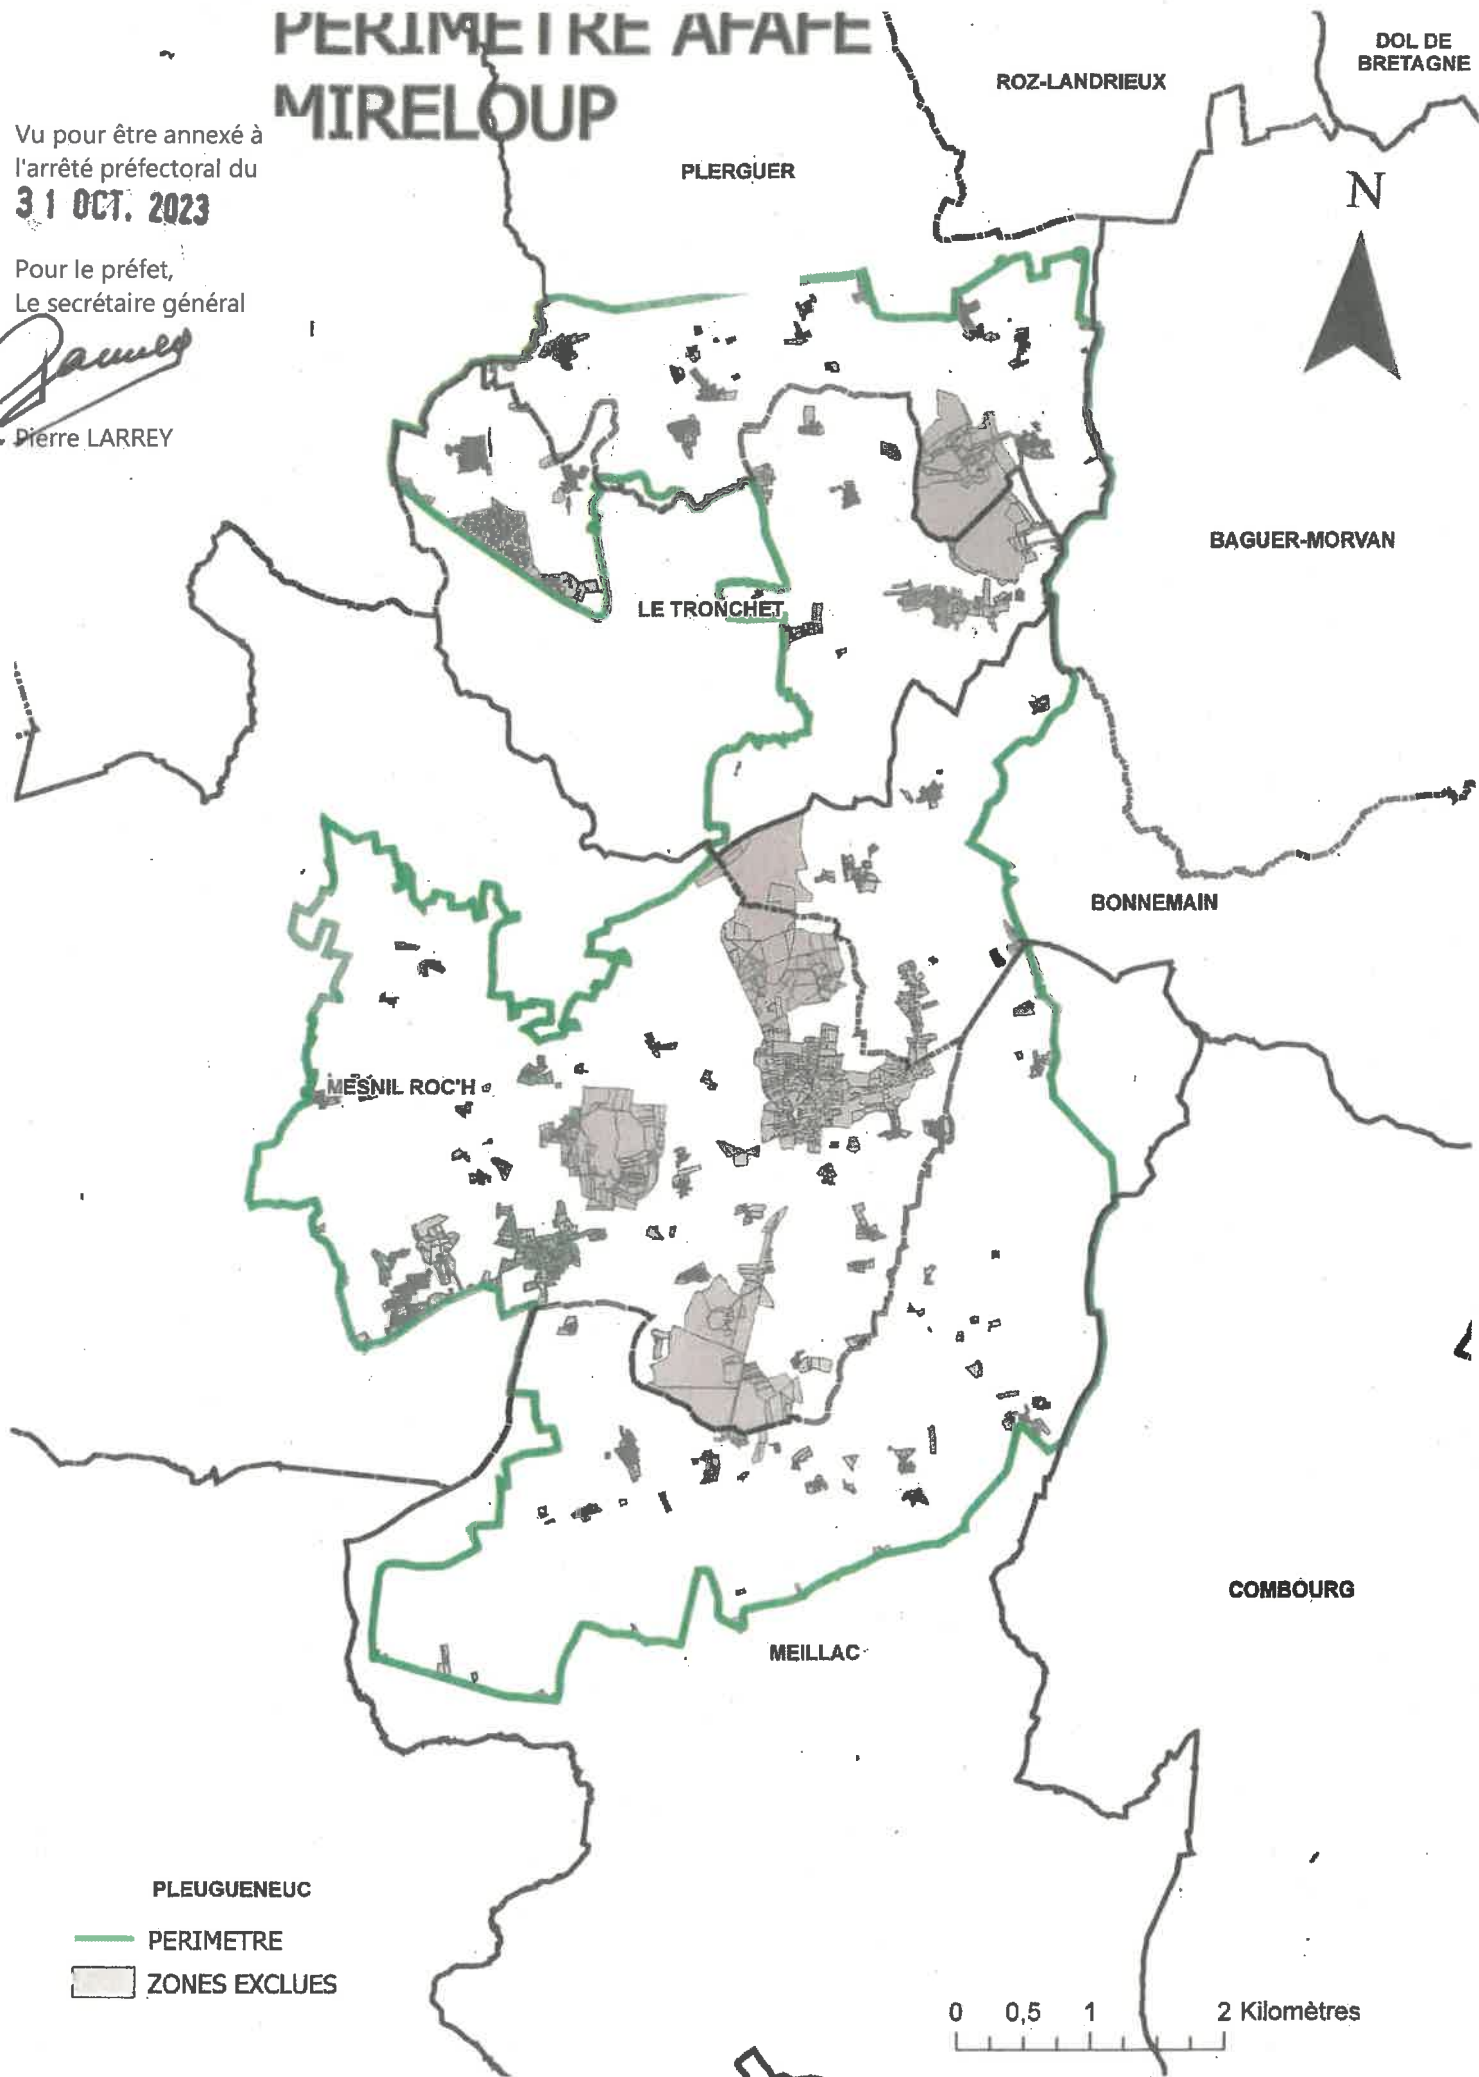 PERIMETRE AFAFE
MIRELOUP
DOL DE
BRETAGNE
ROZ-LANDRIEUX
Vu pour être annexé à
l'arrêté préfectoral du
31 OCT. 2023
PLERGUER
N
Pour le préfet,
Le secrétaire général
Pierre LARREY
BAGUER-MORVAN
LE TRONCHET
BONNEMAIN
MESNIL ROC'H
COMBOURG
MEILLAC
PLEUGUENEUC
PERIMETRE
ZONES EXCLUES
0 0,5 1 2 Kilomètres